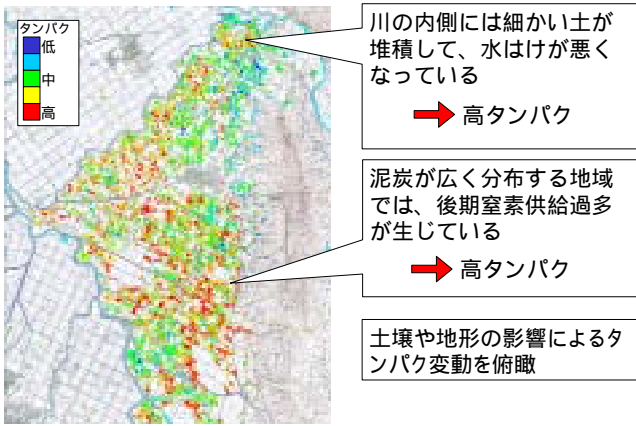 タンパク
低
中
高
川の内側には細かい土が
堆積して、水はけが悪く
なっている
高タンパク
泥炭が広く分布する地域
では、後期窒素供給過多
が生じている
高タンパク
土壌や地形の影響によるタ
ンパク変動を俯瞰